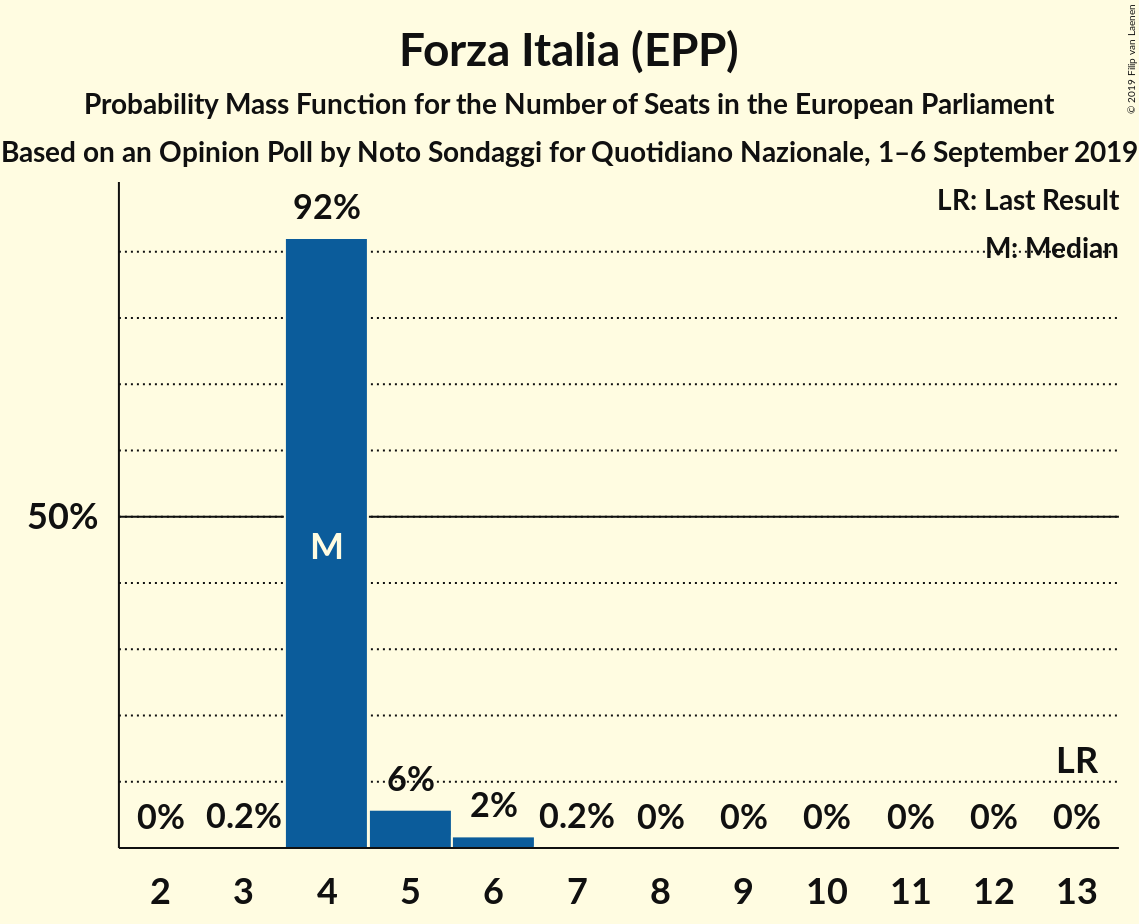 Forza Italia (EPP)
Probability Mass Function for the Number of Seats in the European Parliament
Based on an Opinion Poll by Noto Sondaggi for Quotidiano Nazionale, 1–6 September 2019
© 2019 Filip van Laenen
LR: Last Result
M: Median
92%
50%
M
LR
0% 0.2% 6% 2% 0.2% 0% 0% 0% 0% 0% 0%
2 3 4 5 6 7 8 9 10 11 12 13